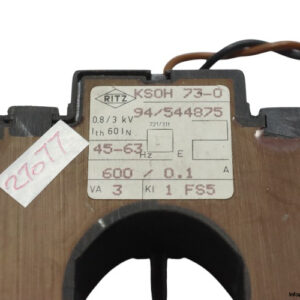 RITZ KSOH 73-0
94/544875
0.8/3 kV
Ith 60 IN
45-63 Hz E
600 / 0.1 A
VA 3 Kl 1 FS5
27077